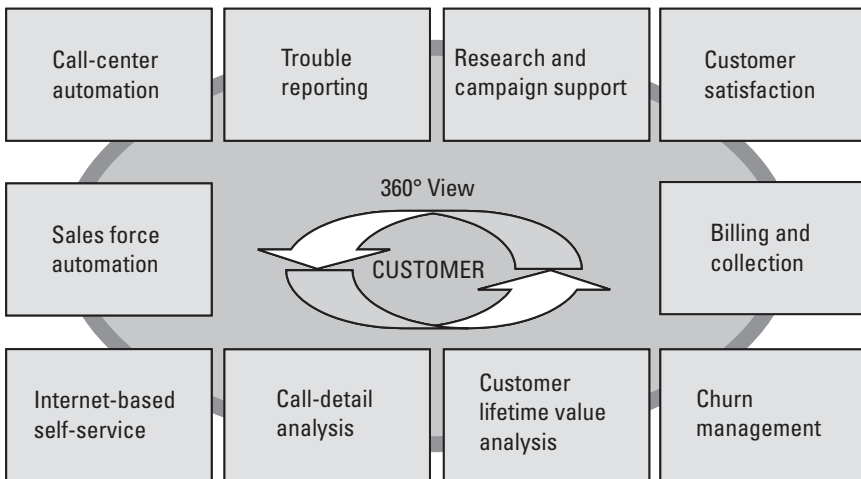 Call-center
automation
Trouble
reporting
Research and
campaign support
Customer
satisfaction
360° View
Sales force
automation
CUSTOMER
Billing and
collection
Internet-based
self-service
Call-detail
analysis
Customer
lifetime value
analysis
Churn
management